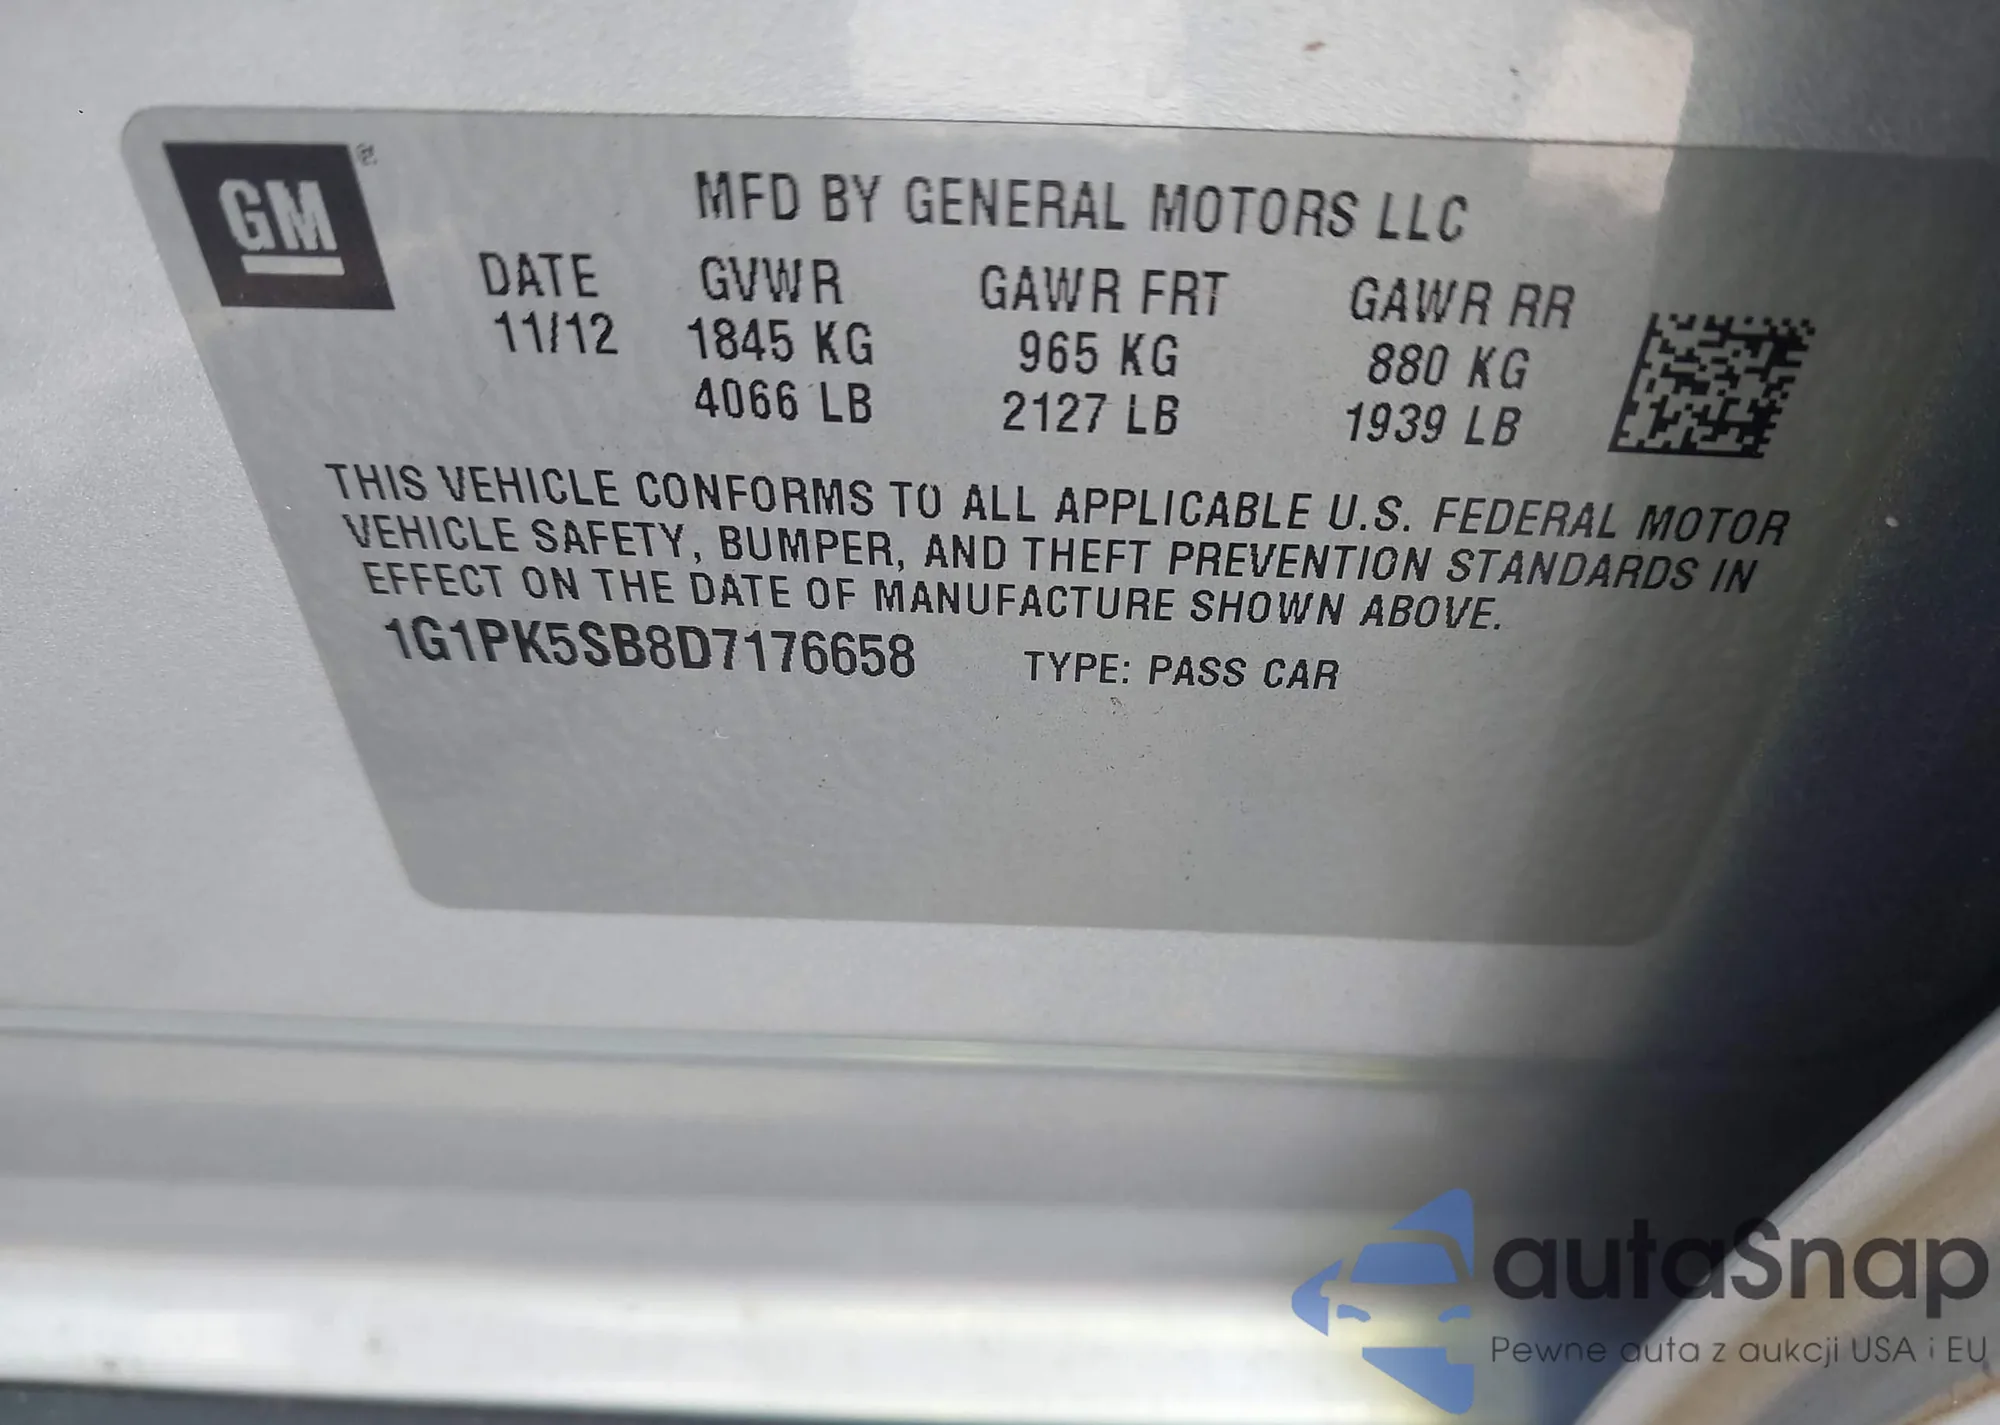 GM®
MFD BY GENERAL MOTORS LLC
DATE GVWR GAWR FRT GAWR RR
11/12 1845 KG 965 KG 880 KG
4066 LB 2127 LB 1939 LB
THIS VEHICLE CONFORMS TO ALL APPLICABLE U.S. FEDERAL MOTOR
VEHICLE SAFETY, BUMPER, AND THEFT PREVENTION STANDARDS IN
EFFECT ON THE DATE OF MANUFACTURE SHOWN ABOVE.
1G1PK5SB8D7176658 TYPE: PASS CAR
autaSnap
Pewne auta z aukcji USA i EU